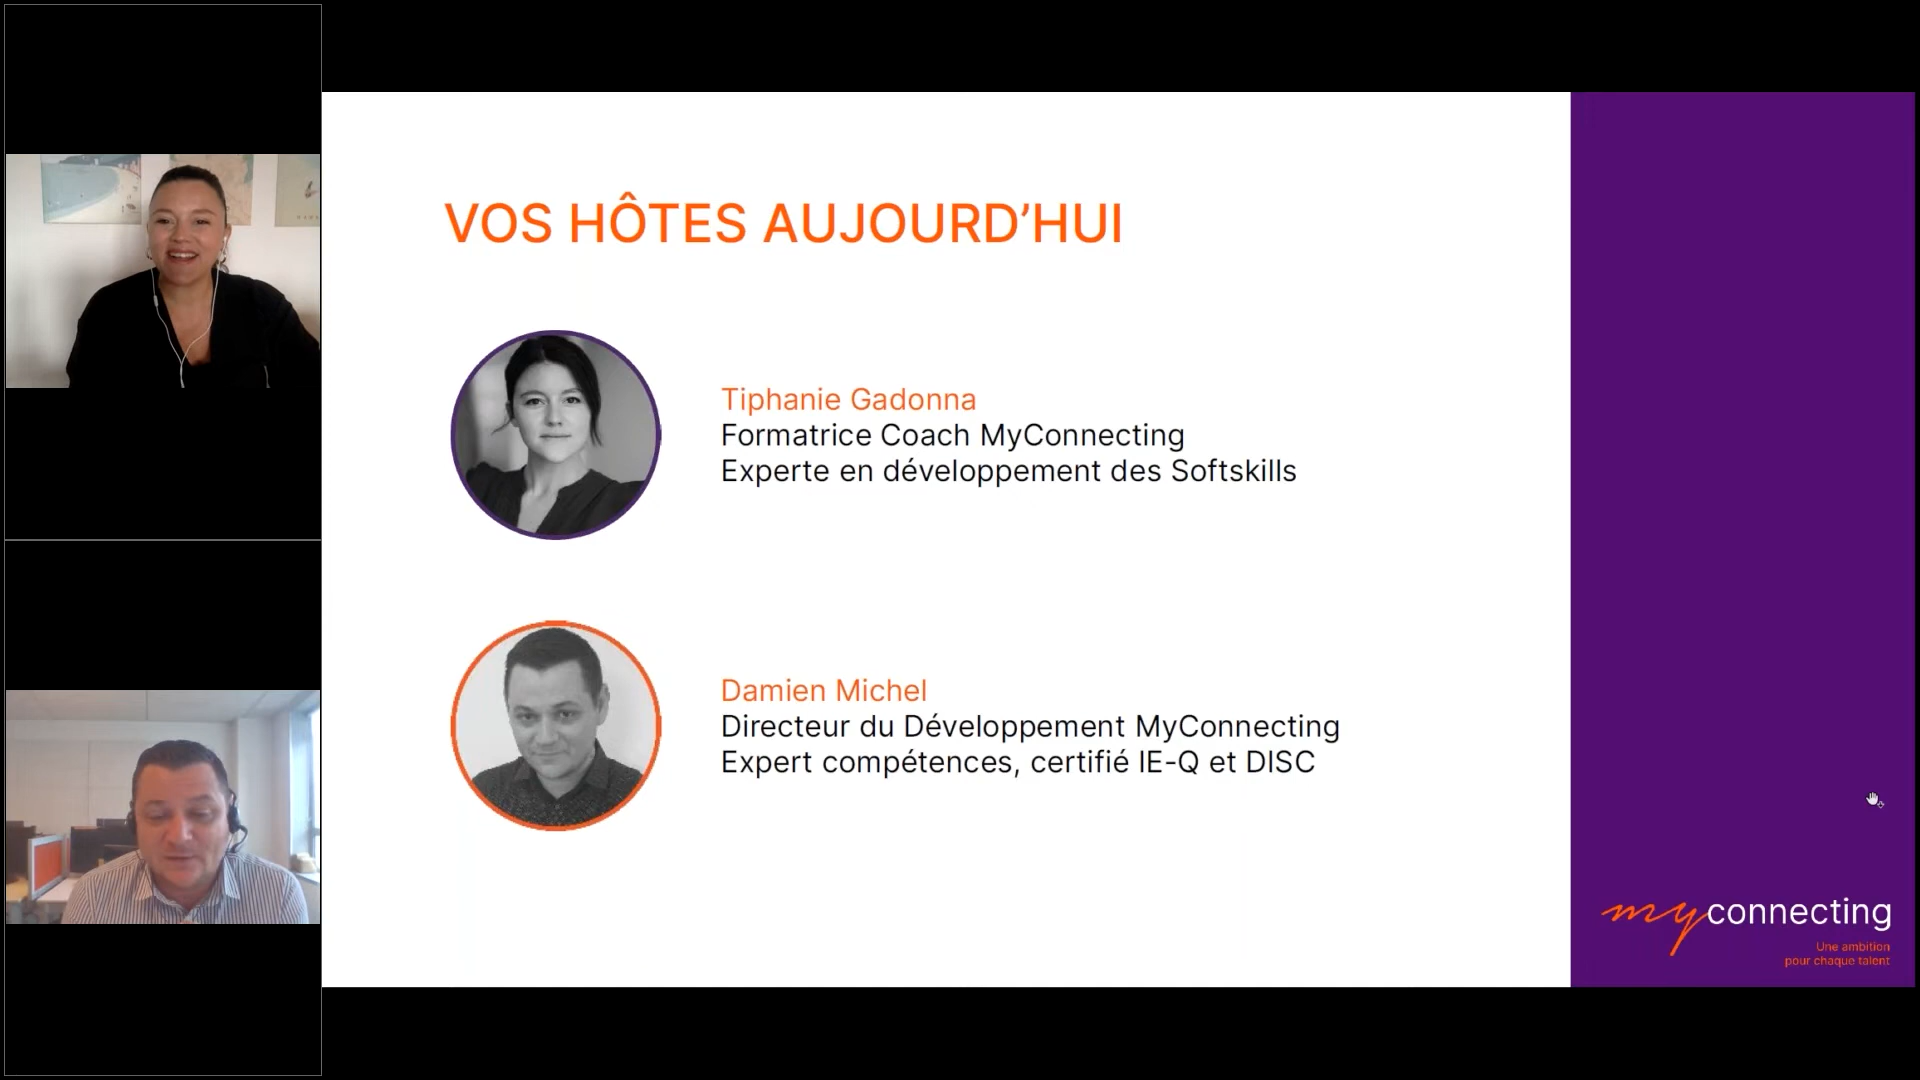 VOS HÔTES AUJOURD’HUI
Tiphanie Gadonna
Formatrice Coach MyConnecting
Experte en développement des Softskills
Damien Michel
Directeur du Développement MyConnecting
Expert compétences, certifié IE-Q et DISC
myconnecting
Une ambition
pour chaque talent